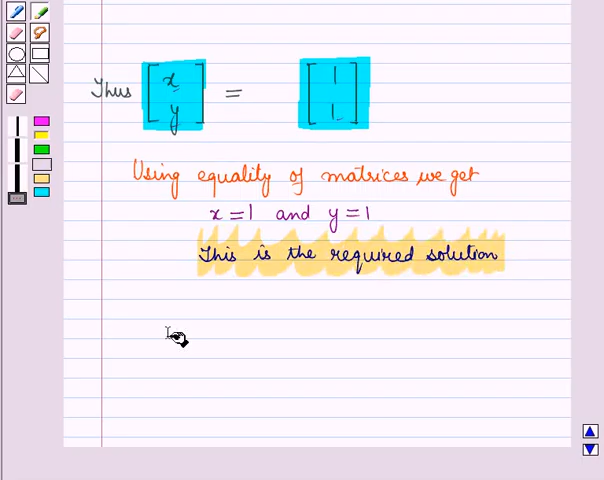 Thus [x y] = [1 1]
Using equality of matrices we get
x = 1 and y = 1
This is the required solution